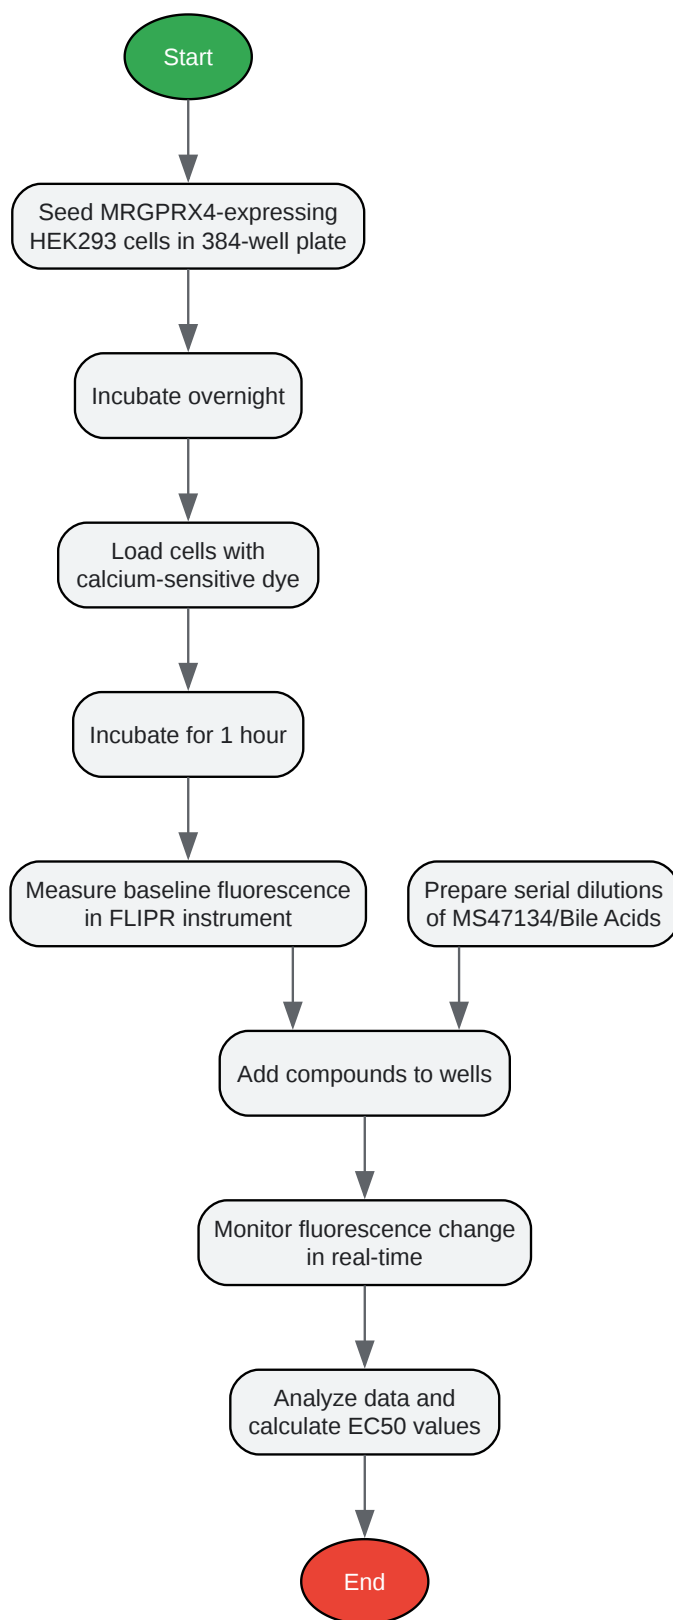 Start
Seed MRGPRX4-expressing
HEK293 cells in 384-well plate
Incubate overnight
Load cells with
calcium-sensitive dye
Incubate for 1 hour
Measure baseline fluorescence
in FLIPR instrument
Prepare serial dilutions
of MS47134/Bile Acids
Add compounds to wells
Monitor fluorescence change
in real-time
Analyze data and
calculate EC50 values
End